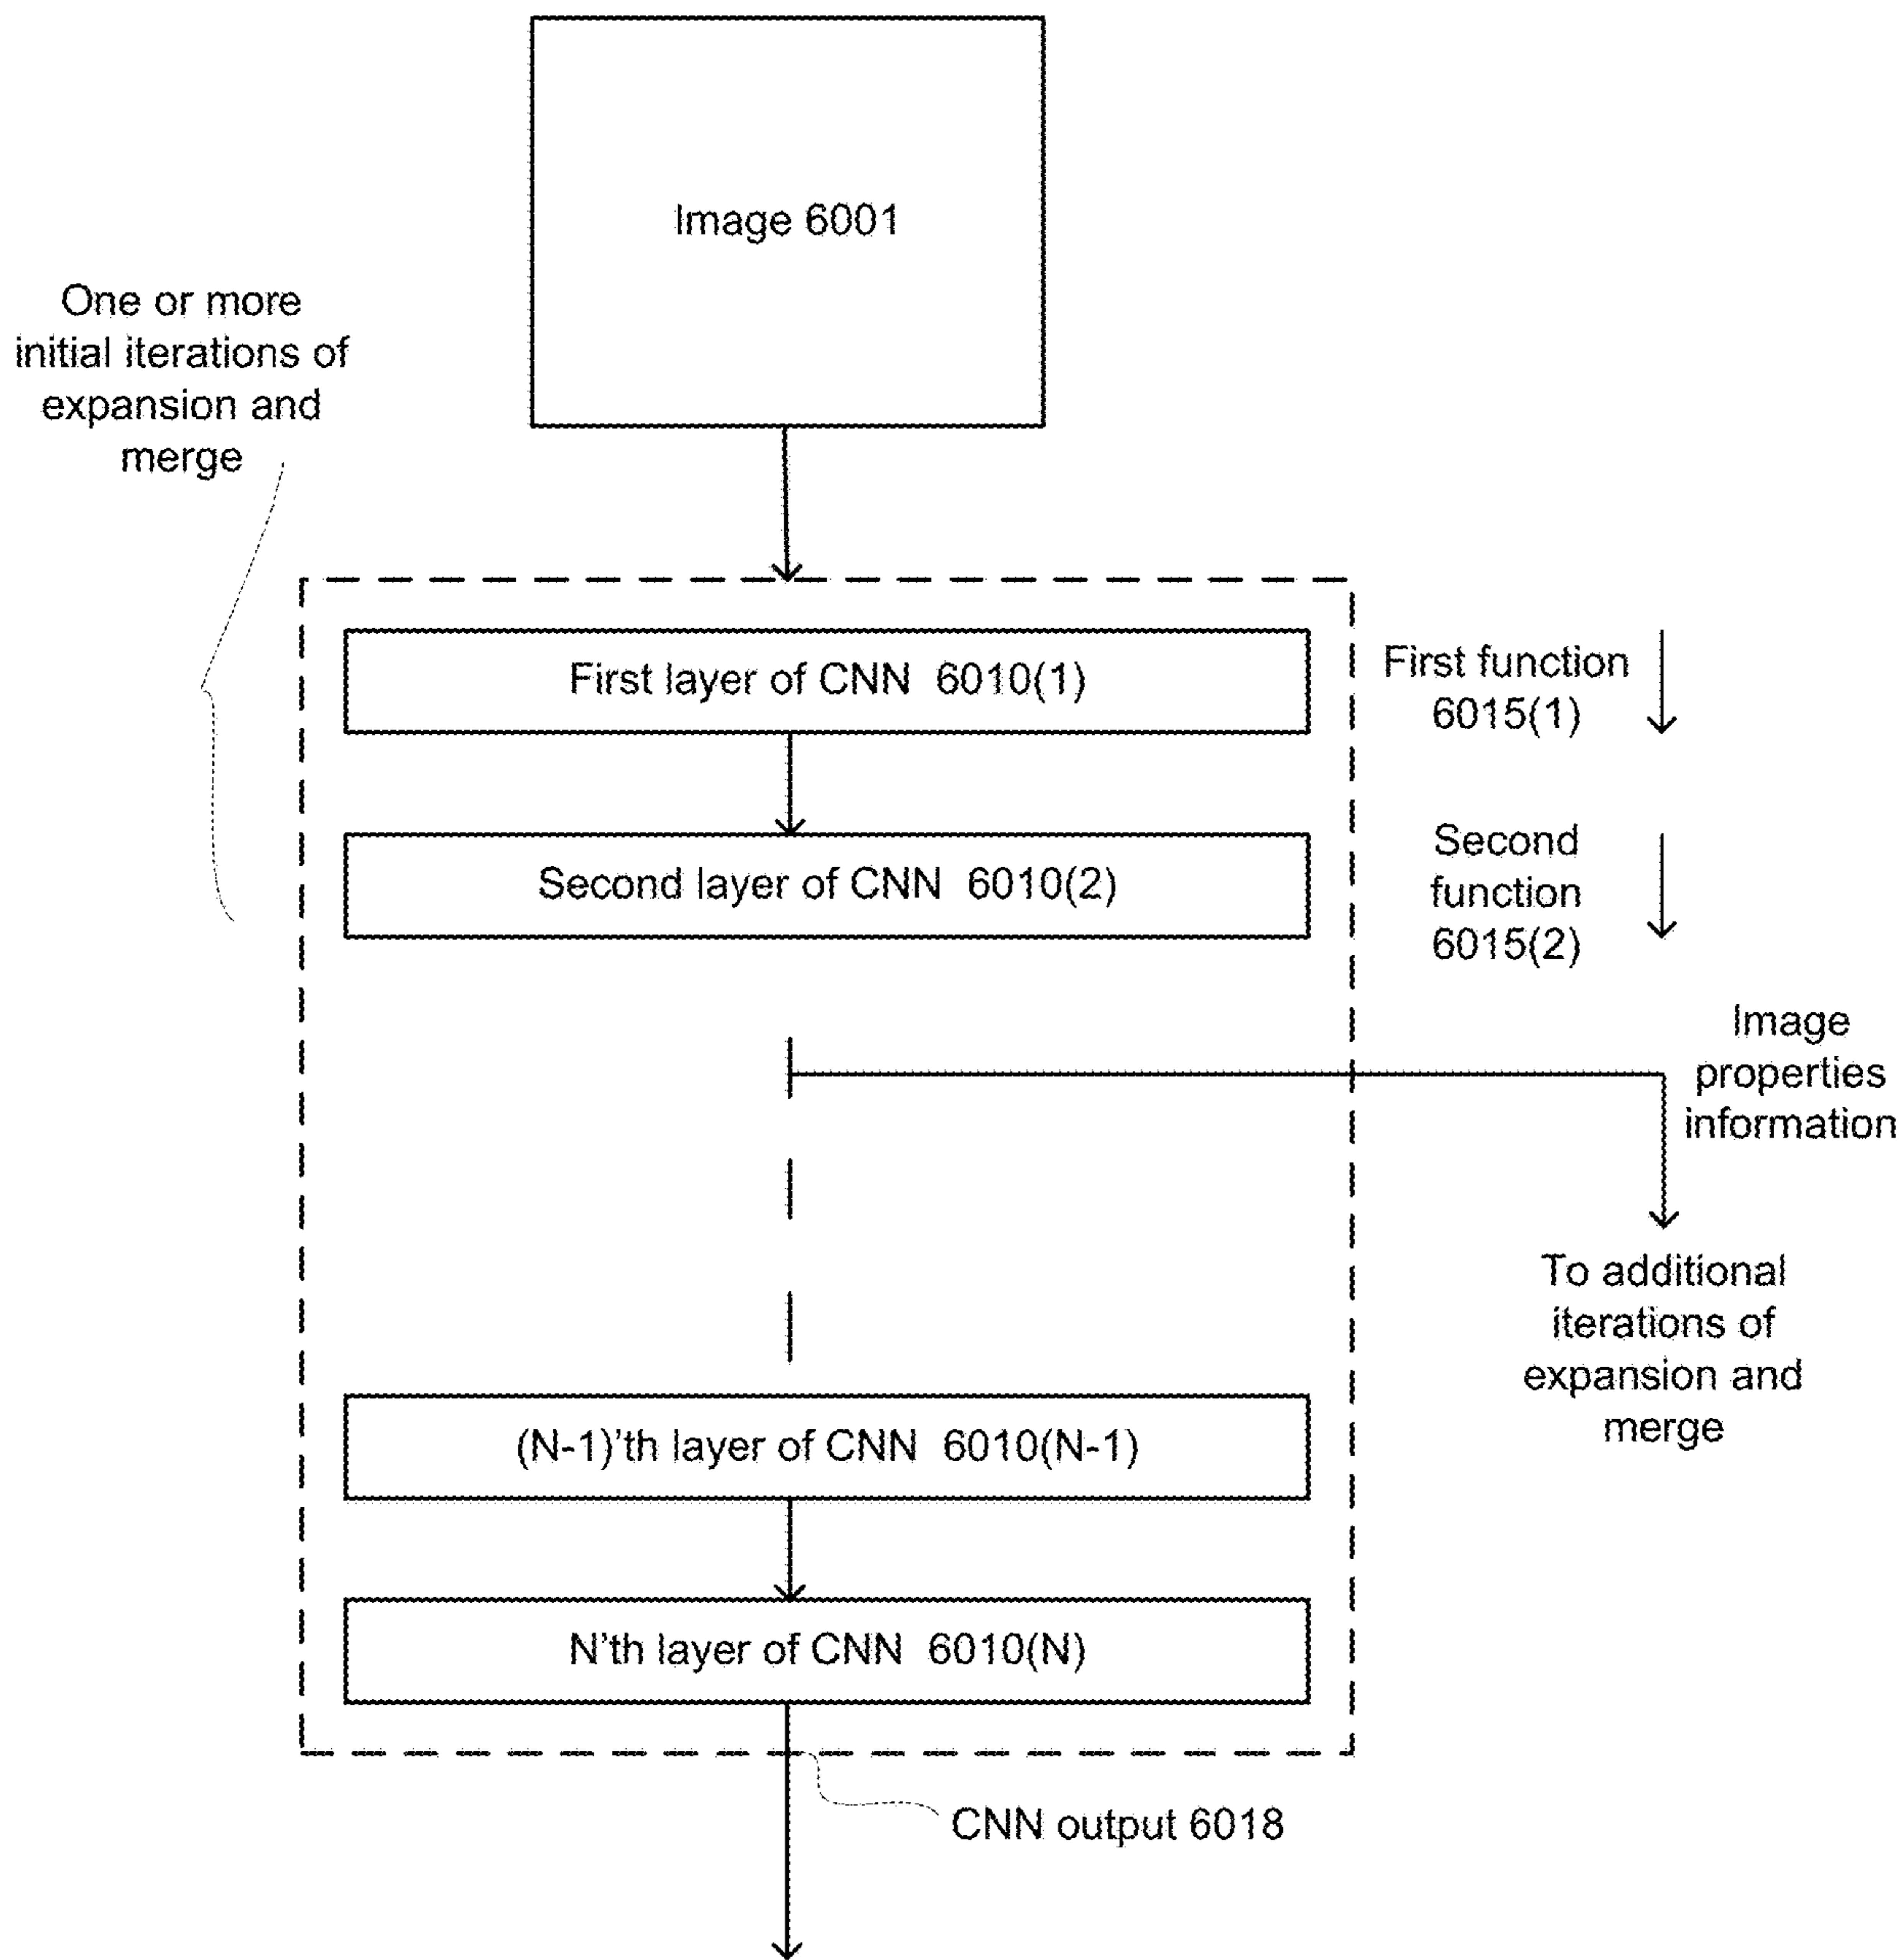 Image 6001
One or more
initial iterations of
expansion and
merge
First layer of CNN 6010(1)
First function
6015(1)
Second layer of CNN 6010(2)
Second
function
6015(2)
Image
properties
information
To additional
iterations of
expansion and
merge
(N-1)'th layer of CNN 6010(N-1)
N'th layer of CNN 6010(N)
CNN output 6018